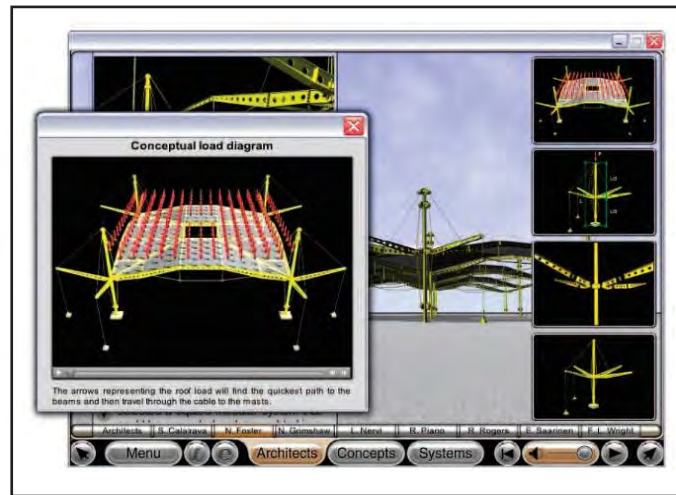 Conceptual load diagram
The arrows representing the roof load will find the quickest path to the
beams and then travel through the cable to the masts.
Architects S. Calatrava N. Foster N. Grimshaw R. Piano R. Rogers E. Saarinen F. L. Wright
Menu Architects Concepts Systems